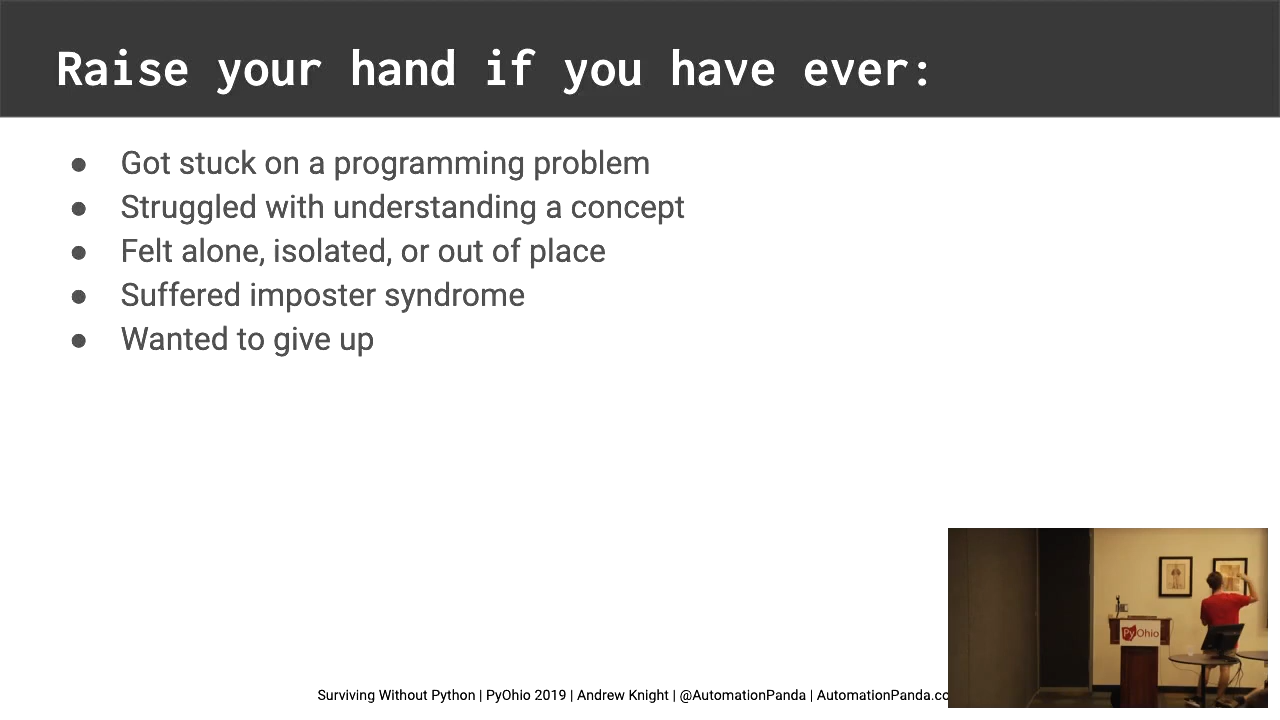 Raise your hand if you have ever:
● Got stuck on a programming problem
● Struggled with understanding a concept
● Felt alone, isolated, or out of place
● Suffered imposter syndrome
● Wanted to give up
PyOhio
Surviving Without Python | PyOhio 2019 | Andrew Knight | @AutomationPanda | AutomationPanda.co